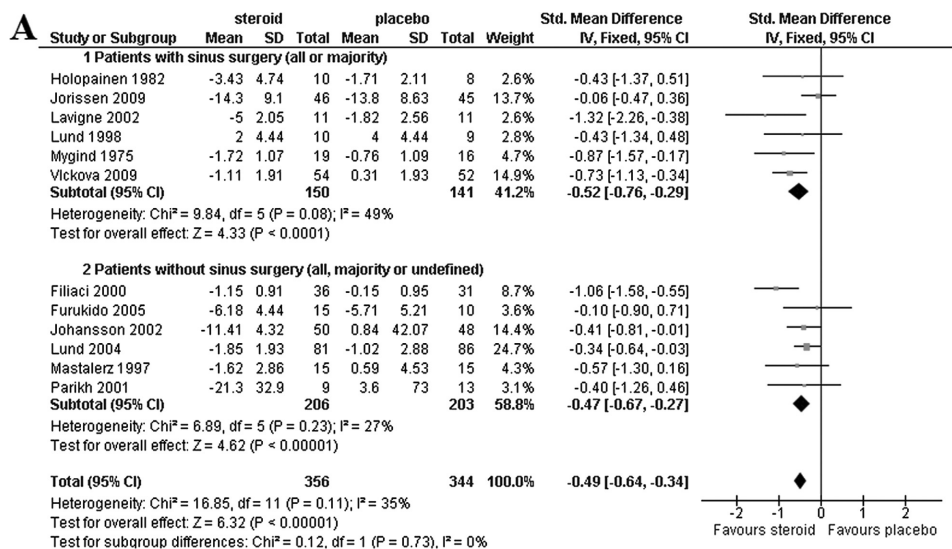 A
steroid placebo Std. Mean Difference Std. Mean Difference
Study or Subgroup Mean SD Total Mean SD Total Weight IV, Fixed, 95% CI IV, Fixed, 95% CI
1 Patients with sinus surgery (all or majority)
Holopainen 1982 -3.43 4.74 10 -1.71 2.11 8 2.6% -0.43 [-1.37, 0.51]
Jorissen 2009 -14.3 9.1 46 -13.8 8.63 45 13.7% -0.06 [-0.47, 0.36]
Lavigne 2002 -5 2.05 11 -1.82 2.56 11 2.6% -1.32 [-2.26, -0.38]
Lund 1998 2 4.44 10 4 4.44 9 2.8% -0.43 [-1.34, 0.48]
Mygind 1975 -1.72 1.07 19 -0.76 1.09 16 4.7% -0.87 [-1.57, -0.17]
Vlckova 2009 -1.11 1.91 54 0.31 1.93 52 14.9% -0.73 [-1.13, -0.34]
Subtotal (95% CI) 150 141 41.2% -0.52 [-0.76, -0.29]
Heterogeneity: Chi² = 9.84, df = 5 (P = 0.08); I² = 49%
Test for overall effect: Z = 4.33 (P < 0.0001)
2 Patients without sinus surgery (all, majority or undefined)
Filiaci 2000 -1.15 0.91 36 -0.15 0.95 31 8.7% -1.06 [-1.58, -0.55]
Furukido 2005 -6.18 4.44 15 -5.71 5.21 10 3.6% -0.10 [-0.90, 0.71]
Johansson 2002 -11.41 4.32 50 0.84 42.07 48 14.4% -0.41 [-0.81, -0.01]
Lund 2004 -1.85 1.93 81 -1.02 2.88 86 24.7% -0.34 [-0.64, -0.03]
Mastalerz 1997 -1.62 2.86 15 0.59 4.53 15 4.3% -0.57 [-1.30, 0.16]
Parikh 2001 -21.3 32.9 9 3.6 73 13 3.1% -0.40 [-1.26, 0.46]
Subtotal (95% CI) 206 203 58.8% -0.47 [-0.67, -0.27]
Heterogeneity: Chi² = 6.89, df = 5 (P = 0.23); I² = 27%
Test for overall effect: Z = 4.62 (P < 0.00001)
Total (95% CI) 356 344 100.0% -0.49 [-0.64, -0.34]
Heterogeneity: Chi² = 16.85, df = 11 (P = 0.11); I² = 35%
Test for overall effect: Z = 6.32 (P < 0.00001)
Test for subgroup differences: Chi² = 0.12, df = 1 (P = 0.73), I² = 0%
-2 -1 0 1 2
Favours steroid Favours placebo